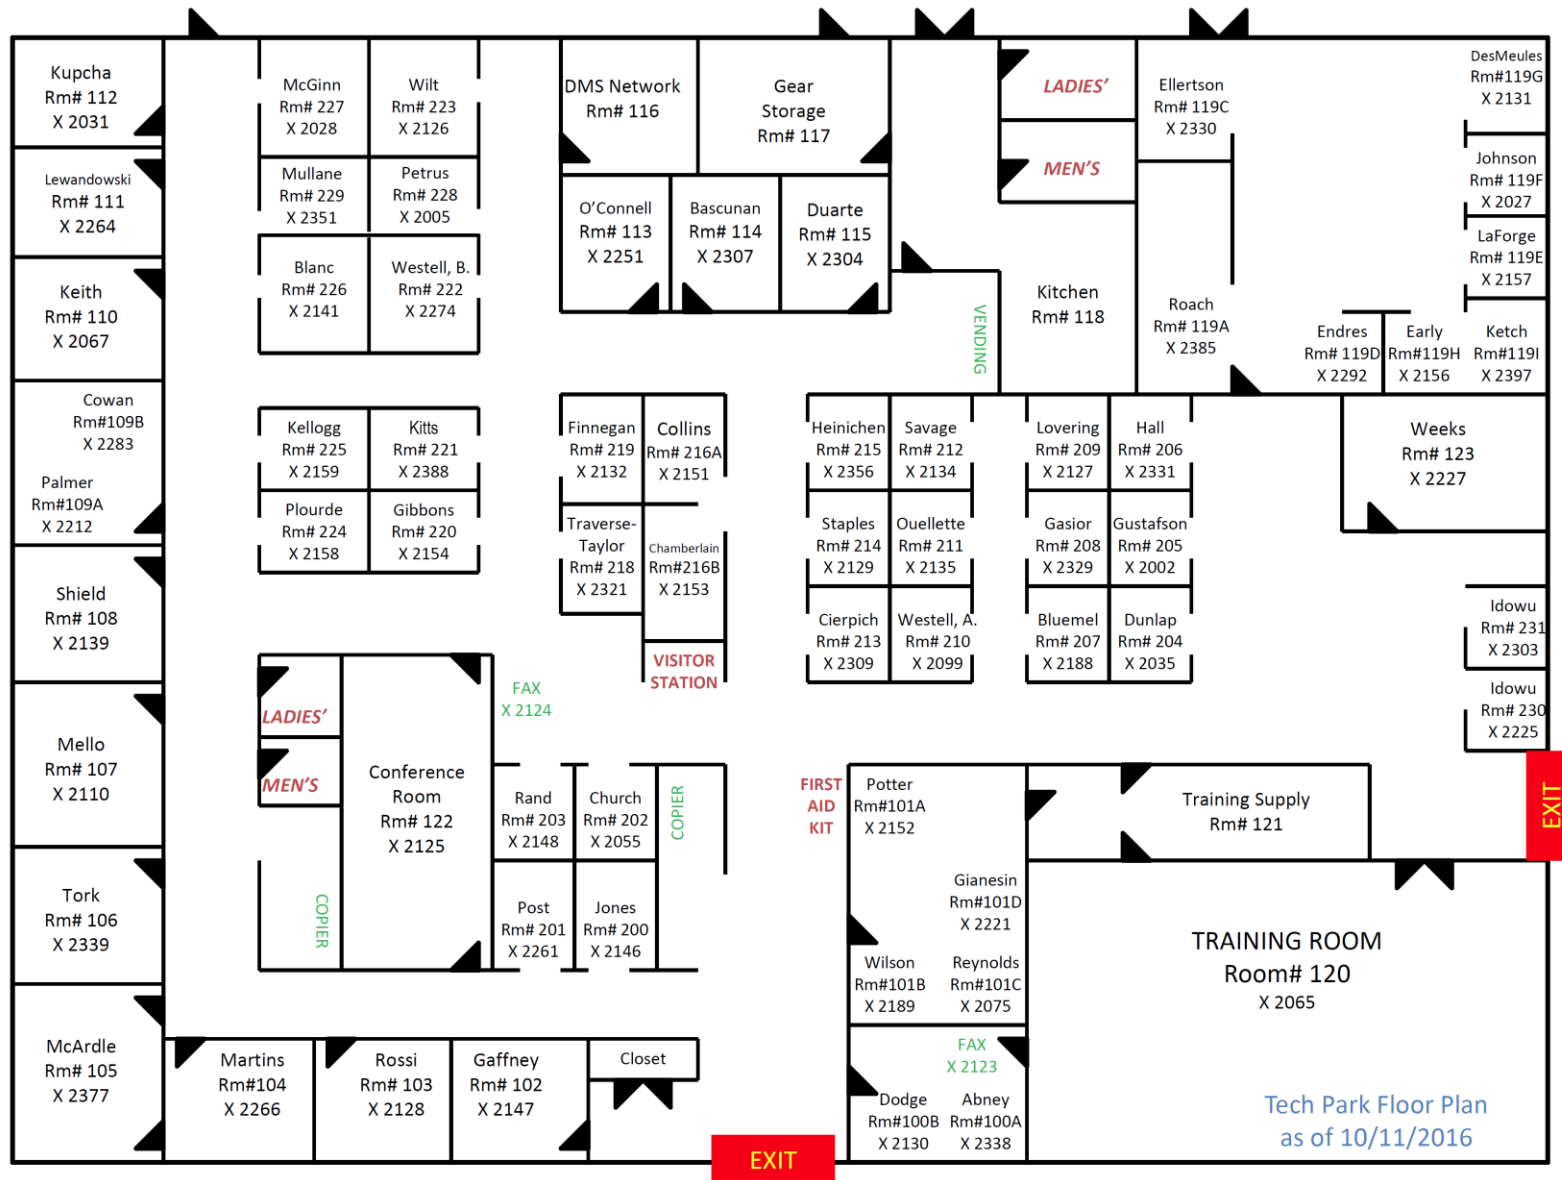 Kupcha
Rm# 112
X 2031
Lewandowski
Rm# 111
X 2264
Keith
Rm# 110
X 2067
Cowan
Rm#109B
X 2283
Palmer
Rm#109A
X 2212
Shield
Rm# 108
X 2139
Mello
Rm# 107
X 2110
Tork
Rm# 106
X 2339
McArdle
Rm# 105
X 2377
McGinn
Rm# 227
X 2028
Wilt
Rm# 223
X 2126
Mullane
Rm# 229
X 2351
Petrus
Rm# 228
X 2005
Blanc
Rm# 226
X 2141
Westell, B.
Rm# 222
X 2274
Kellogg
Rm# 225
X 2159
Kitts
Rm# 221
X 2388
Plourde
Rm# 224
X 2158
Gibbons
Rm# 220
X 2154
LADIES'
MEN'S
COPIER
Conference
Room
Rm# 122
X 2125
Martins
Rm#104
X 2266
Rossi
Rm# 103
X 2128
Gaffney
Rm# 102
X 2147
Closet
DMS Network
Rm# 116
Gear
Storage
Rm# 117
O'Connell
Rm# 113
X 2251
Bascunan
Rm# 114
X 2307
Duarte
Rm# 115
X 2304
Finnegan
Rm# 219
X 2132
Collins
Rm# 216A
X 2151
Traverse-
Taylor
Rm# 218
X 2321
Chamberlain
Rm#216B
X 2153
VISITOR
STATION
FAX
X 2124
Rand
Rm# 203
X 2148
Church
Rm# 202
X 2055
COPIER
Post
Rm# 201
X 2261
Jones
Rm# 200
X 2146
EXIT
LADIES'
MEN'S
VENDING
Kitchen
Rm# 118
Ellertson
Rm# 119C
X 2330
Roach
Rm# 119A
X 2385
DesMeules
Rm#119G
X 2131
Johnson
Rm# 119F
X 2027
LaForge
Rm# 119E
X 2157
Endres
Rm# 119D
X 2292
Early
Rm#119H
X 2156
Ketch
Rm#119I
X 2397
Heinichen
Rm# 215
X 2356
Savage
Rm# 212
X 2134
Lovering
Rm# 209
X 2127
Hall
Rm# 206
X 2331
Staples
Rm# 214
X 2129
Ouellette
Rm# 211
X 2135
Gasior
Rm# 208
X 2329
Gustafson
Rm# 205
X 2002
Cierpich
Rm# 213
X 2309
Westell, A.
Rm# 210
X 2099
Bluemel
Rm# 207
X 2188
Dunlap
Rm# 204
X 2035
Weeks
Rm# 123
X 2227
Idowu
Rm# 231
X 2303
Idowu
Rm# 230
X 2225
EXIT
FIRST
AID
KIT
Potter
Rm#101A
X 2152
Gianesin
Rm#101D
X 2221
Wilson
Rm#101B
X 2189
Reynolds
Rm#101C
X 2075
FAX
X 2123
Dodge
Rm#100B
X 2130
Abney
Rm#100A
X 2338
Training Supply
Rm# 121
TRAINING ROOM
Room# 120
X 2065
Tech Park Floor Plan
as of 10/11/2016